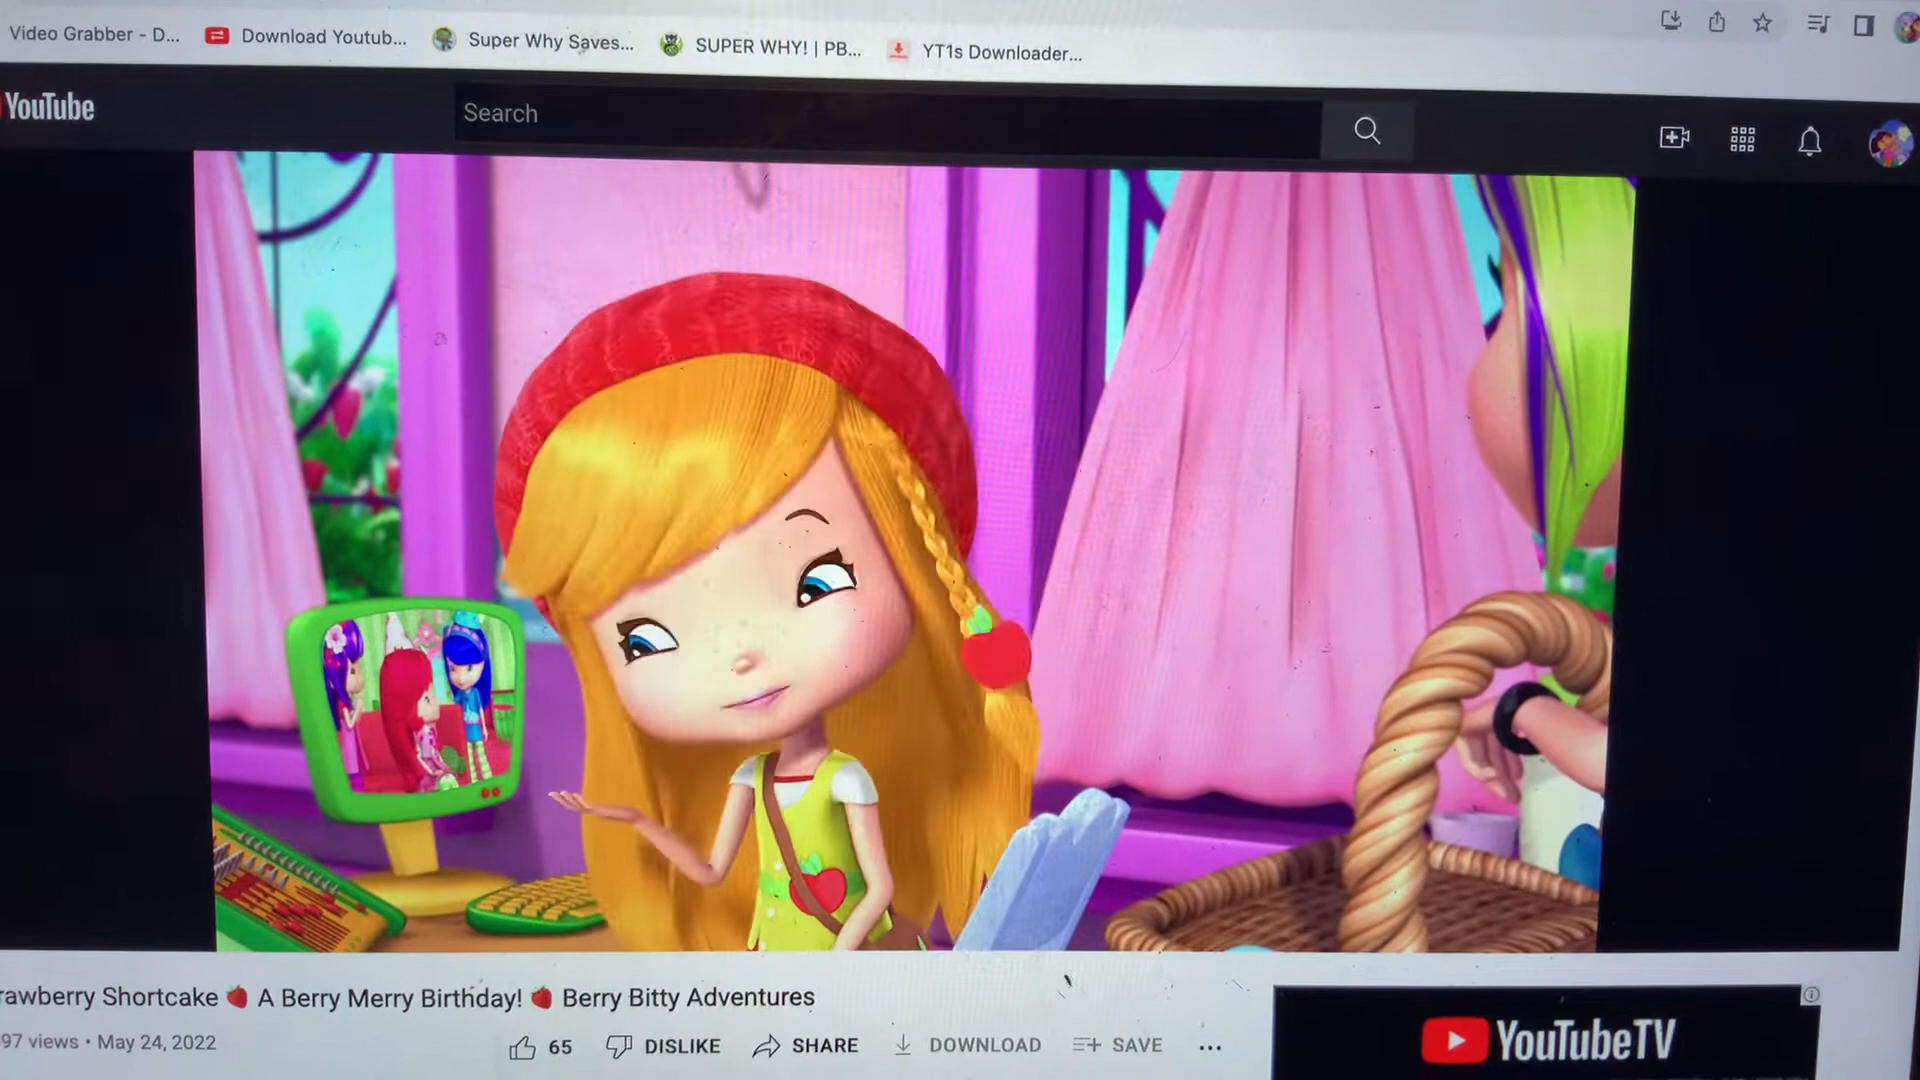 Video Grabber - D... Download Youtub... Super Why Saves... SUPER WHY! | PB... YT1s Downloader...
YouTube Search
rawberry Shortcake 🍓 A Berry Merry Birthday! 🍓 Berry Bitty Adventures
97 views • May 24, 2022 65 DISLIKE SHARE DOWNLOAD SAVE ...
YouTubeTV